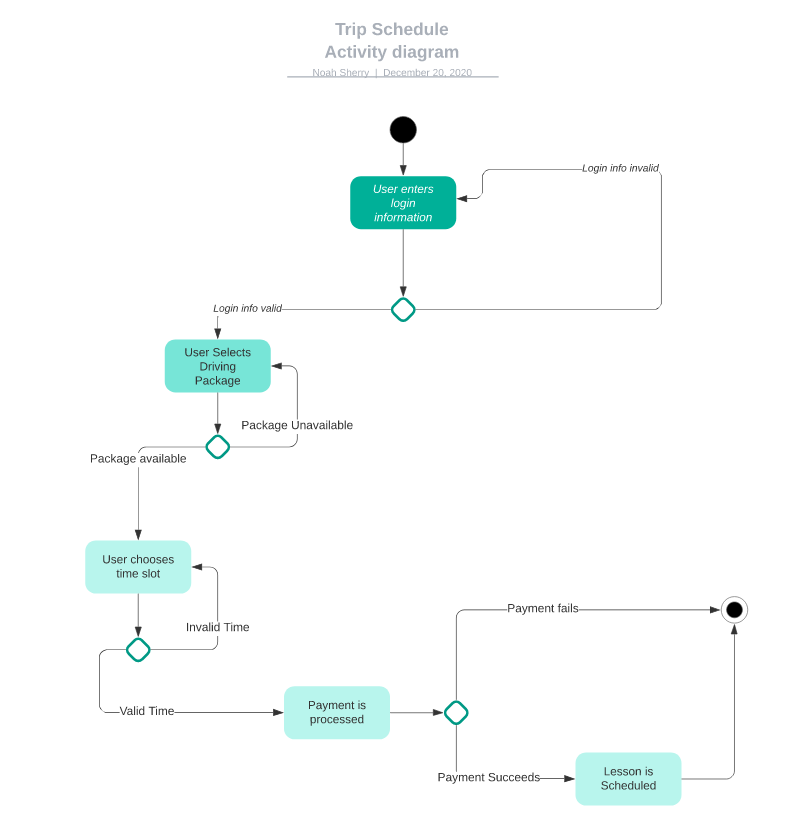 Trip Schedule
Activity diagram
Noah Sherry | December 20, 2020
Login info invalid
User enters
login
information
Login info valid
User Selects
Driving
Package
Package Unavailable
Package available
User chooses
time slot
Payment fails
Invalid Time
Valid Time
Payment is
processed
Payment Succeeds
Lesson is
Scheduled